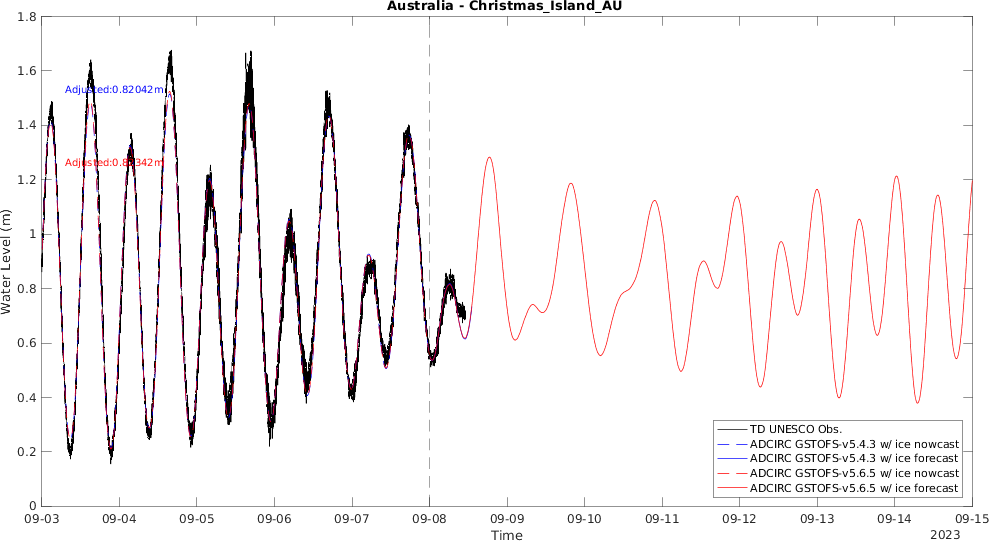 Australia - Christmas_Island_AU
Water Level (m)
1.8
1.6
1.4
1.2
1
0.8
0.6
0.4
0.2
0
Adjusted:0.82042m
Adjusted:0.82342m
TD UNESCO Obs.
ADCIRC GSTOFS-v5.4.3 w/ ice nowcast
ADCIRC GSTOFS-v5.4.3 w/ ice forecast
ADCIRC GSTOFS-v5.6.5 w/ ice nowcast
ADCIRC GSTOFS-v5.6.5 w/ ice forecast
09-03 09-04 09-05 09-06 09-07 09-08 09-09 09-10 09-11 09-12 09-13 09-14 09-15
Time
2023